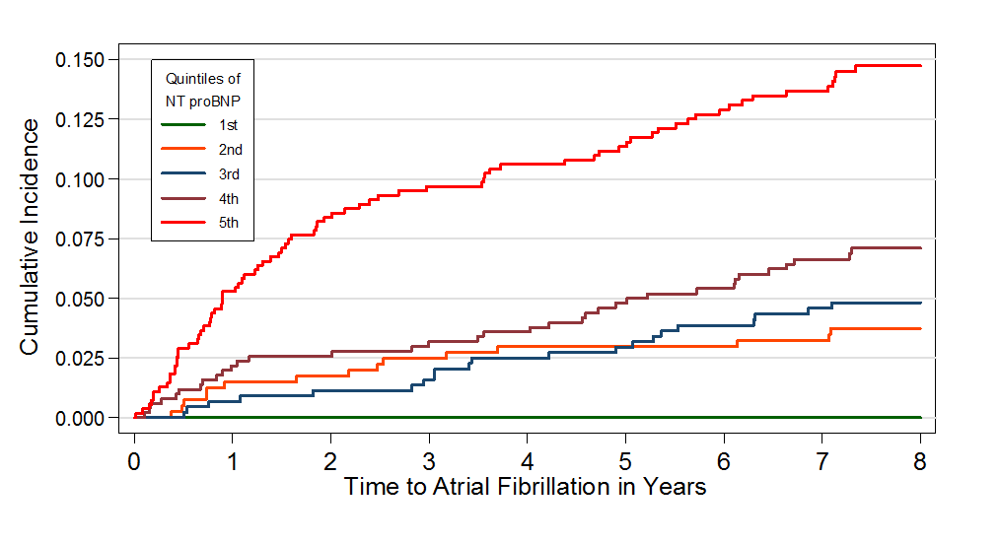 0.150
0.125
0.100
0.075
0.050
0.025
0.000
Cumulative Incidence
Quintiles of
NT proBNP
1st
2nd
3rd
4th
5th
0 1 2 3 4 5 6 7 8
Time to Atrial Fibrillation in Years